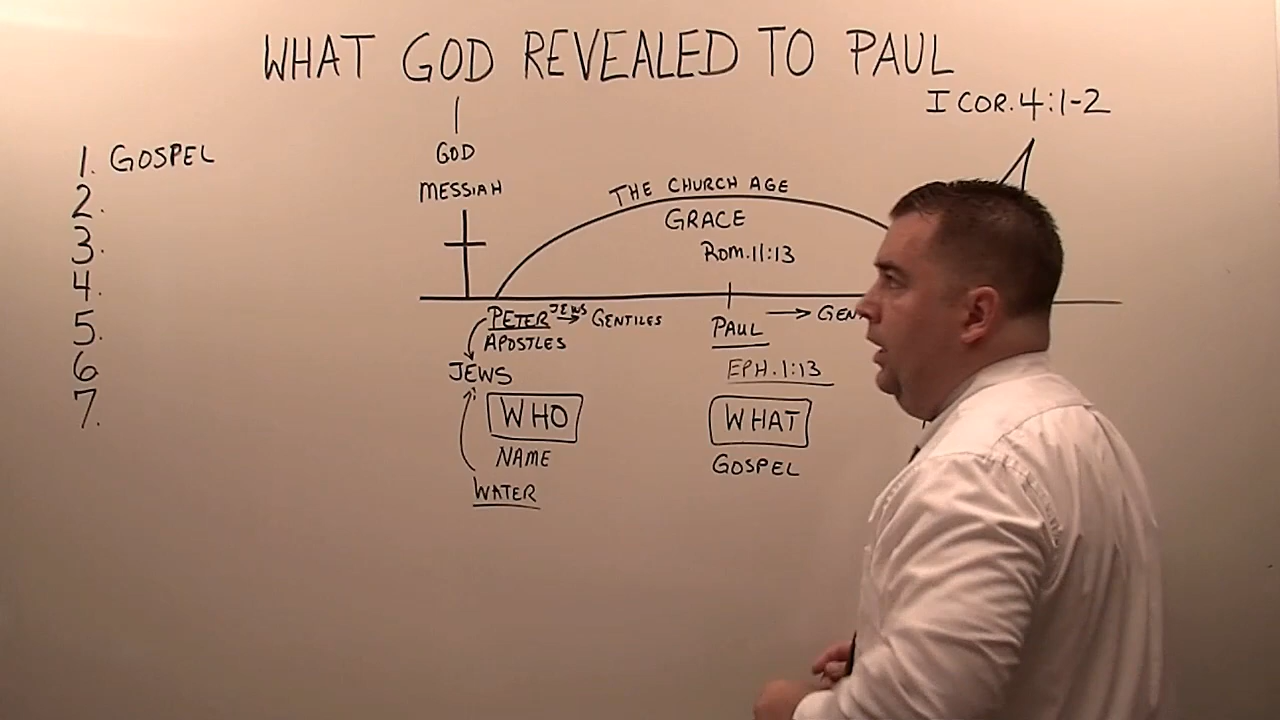 WHAT GOD REVEALED TO PAUL
I COR. 4:1-2
1. GOSPEL
2.
3.
4.
5.
6
7.
GOD
MESSIAH
THE CHURCH AGE
GRACE
Rom. 11:13
PETER JEWS → GENTILES
APOSTLES
JEWS
WHO
NAME
WATER
PAUL → GEN
EPH. 1:13
WHAT
GOSPEL